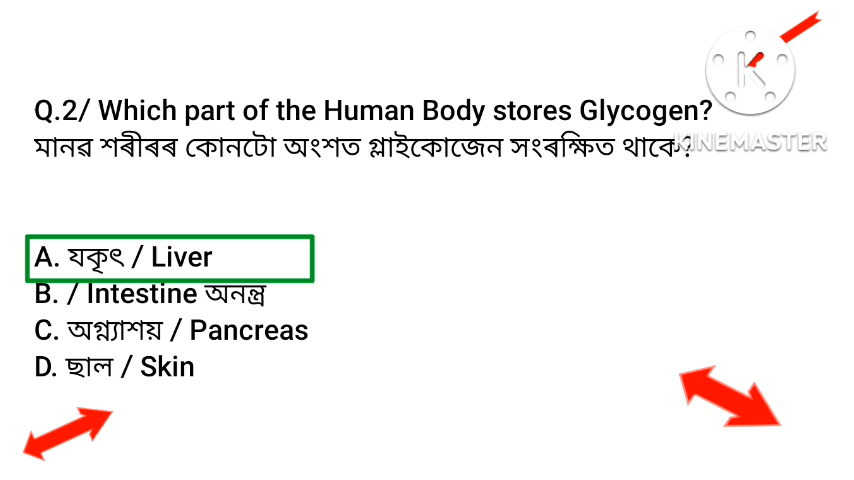 Q.2/ Which part of the Human Body stores Glycogen?
মানৱ শৰীৰৰ কোনটো অংশত গ্লাইকোজেন সংৰক্ষিত থাকে?
KINEMASTER
A. যকৃৎ / Liver
B. / Intestine অনন্ত্ৰ
C. অগ্ন্যাশয় / Pancreas
D. ছাল / Skin